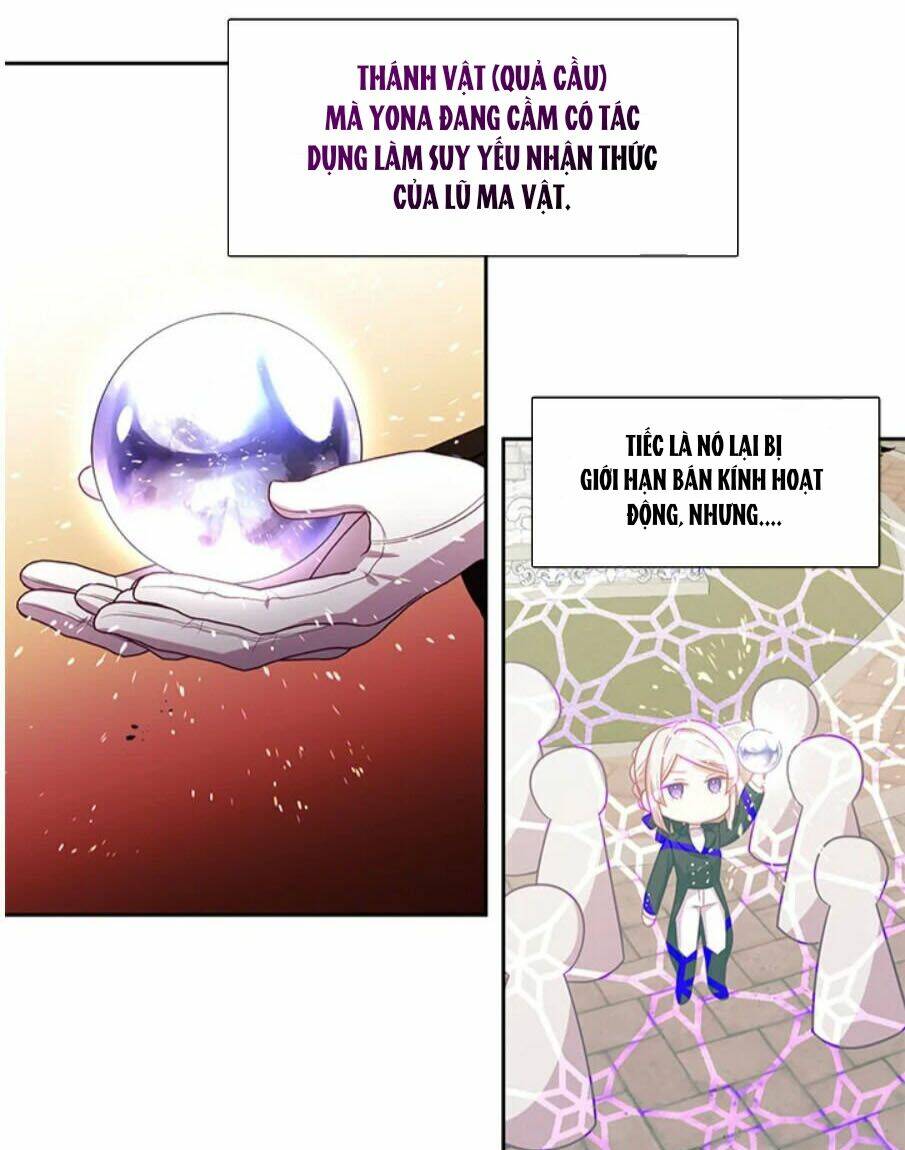 THÁNH VẬT (QUẢ CẦU)
MÀ YONA ĐANG CẦM CÓ TÁC
DỤNG LÀM SUY YẾU NHẬN THỨC
CỦA LŨ MA VẬT.
TIẾC LÀ NÓ LẠI BỊ
GIỚI HẠN BÁN KÍNH HOẠT
ĐỘNG, NHƯNG....